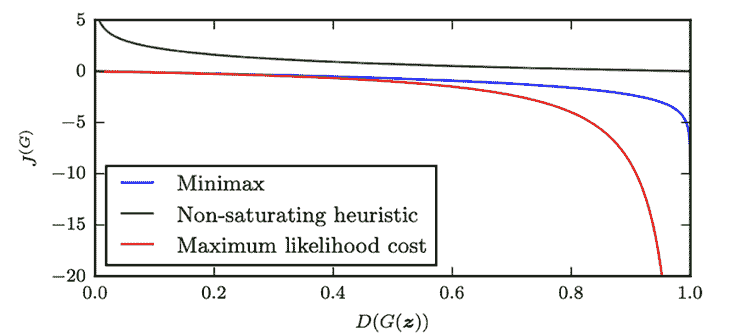 5
0
−5
−10
−15
−20
J^(G)
Minimax
Non-saturating heuristic
Maximum likelihood cost
0.0 0.2 0.4 0.6 0.8 1.0
D(G(z))